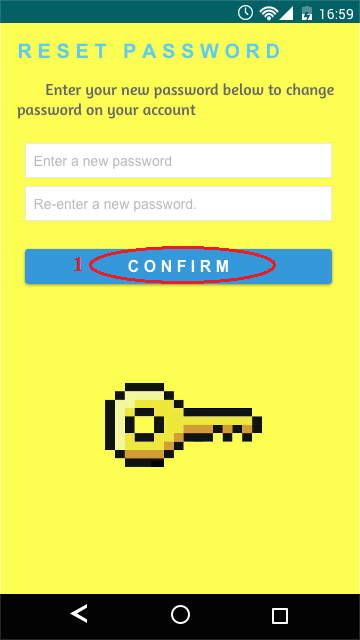 16:59
RESET PASSWORD
Enter your new password below to change
password on your account
Enter a new password
Re-enter a new password.
1 CONFIRM